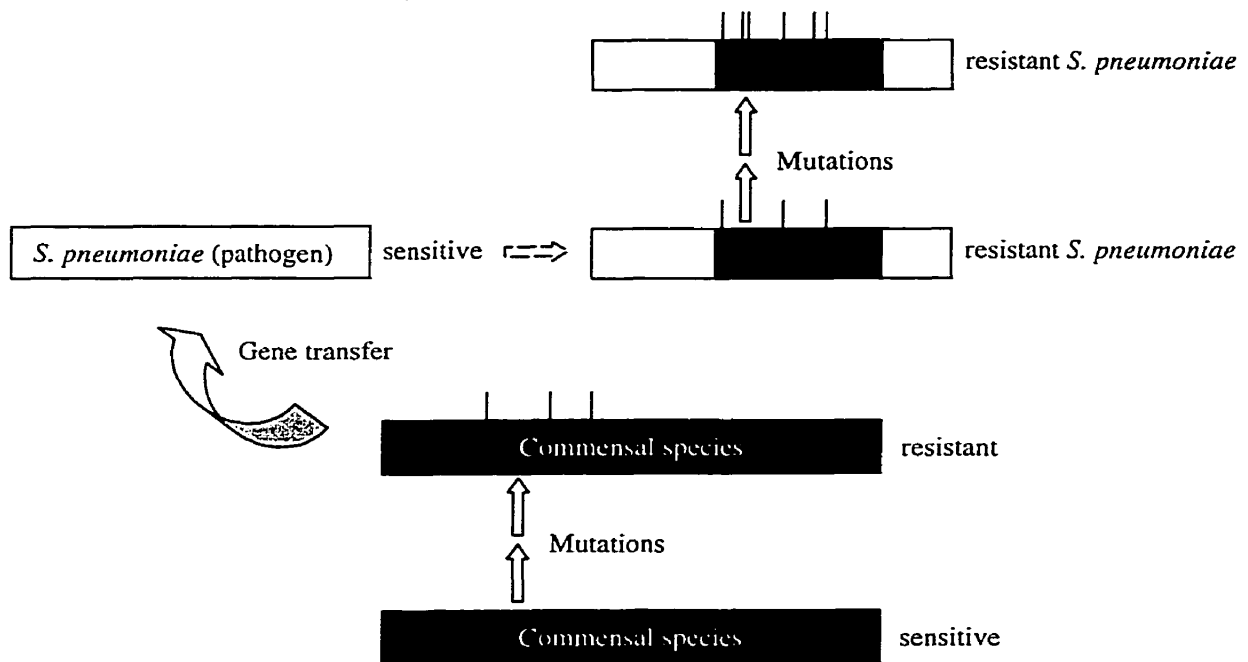 resistant S. pneumoniae
Mutations
S. pneumoniae (pathogen) sensitive resistant S. pneumoniae
Gene transfer
Commensal species resistant
Mutations
Commensal species sensitive